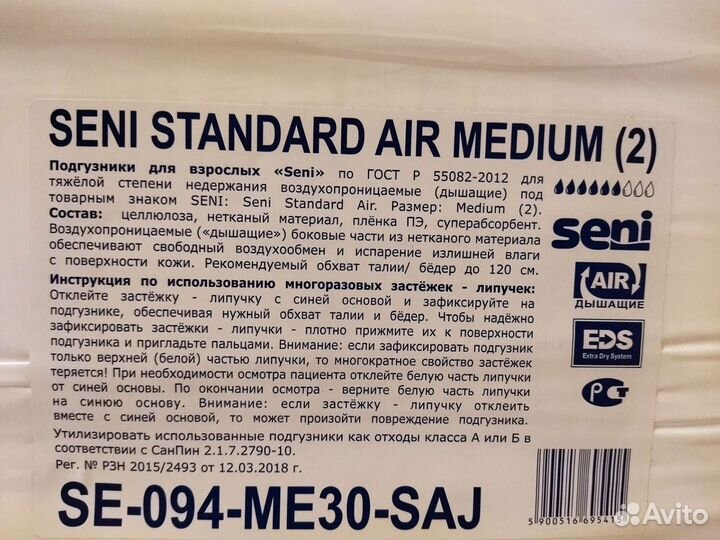 SENI STANDARD AIR MEDIUM (2)
Подгузники для взрослых «Seni» по ГОСТ Р 55082-2012 для
тяжёлой степени недержания воздухопроницаемые (дышащие) под
товарным знаком SENI: Seni Standard Air. Размер: Medium (2).
Состав: целлюлоза, нетканый материал, плёнка ПЭ, суперабсорбент.
Воздухопроницаемые («дышащие») боковые части из нетканого материала
обеспечивают свободный воздухообмен и испарение излишней влаги
с поверхности кожи. Рекомендуемый обхват талии/ бёдер до 120 см.
Инструкция по использованию многоразовых застёжек - липучек:
Отклейте застёжку - липучку с синей основой и зафиксируйте на
подгузнике, обеспечивая нужный обхват талии и бёдер. Чтобы надёжно
зафиксировать застёжки - липучки - плотно прижмите их к поверхности
подгузника и пригладьте пальцами. Внимание: если зафиксировать подгузник
только верхней (белой) частью липучки, то многократное свойство застёжек
теряется! При необходимости осмотра пациента отклейте белую часть липучки
от синей основы. По окончании осмотра - верните белую часть липучки
на синюю основу. Внимание: если застёжку - липучку отклеить
вместе с синей основой, то может произойти повреждение подгузника.
Утилизировать использованные подгузники как отходы класса А или Б в
соответствии с СанПин 2.1.7.2790-10.
Рег. № РЗН 2015/2493 от 12.03.2018 г.
SE-094-ME30-SAJ
seni
AIR
ДЫШАЩИЕ
EDS
Extra Dry System
РСТ
5 900516 695415
Avito